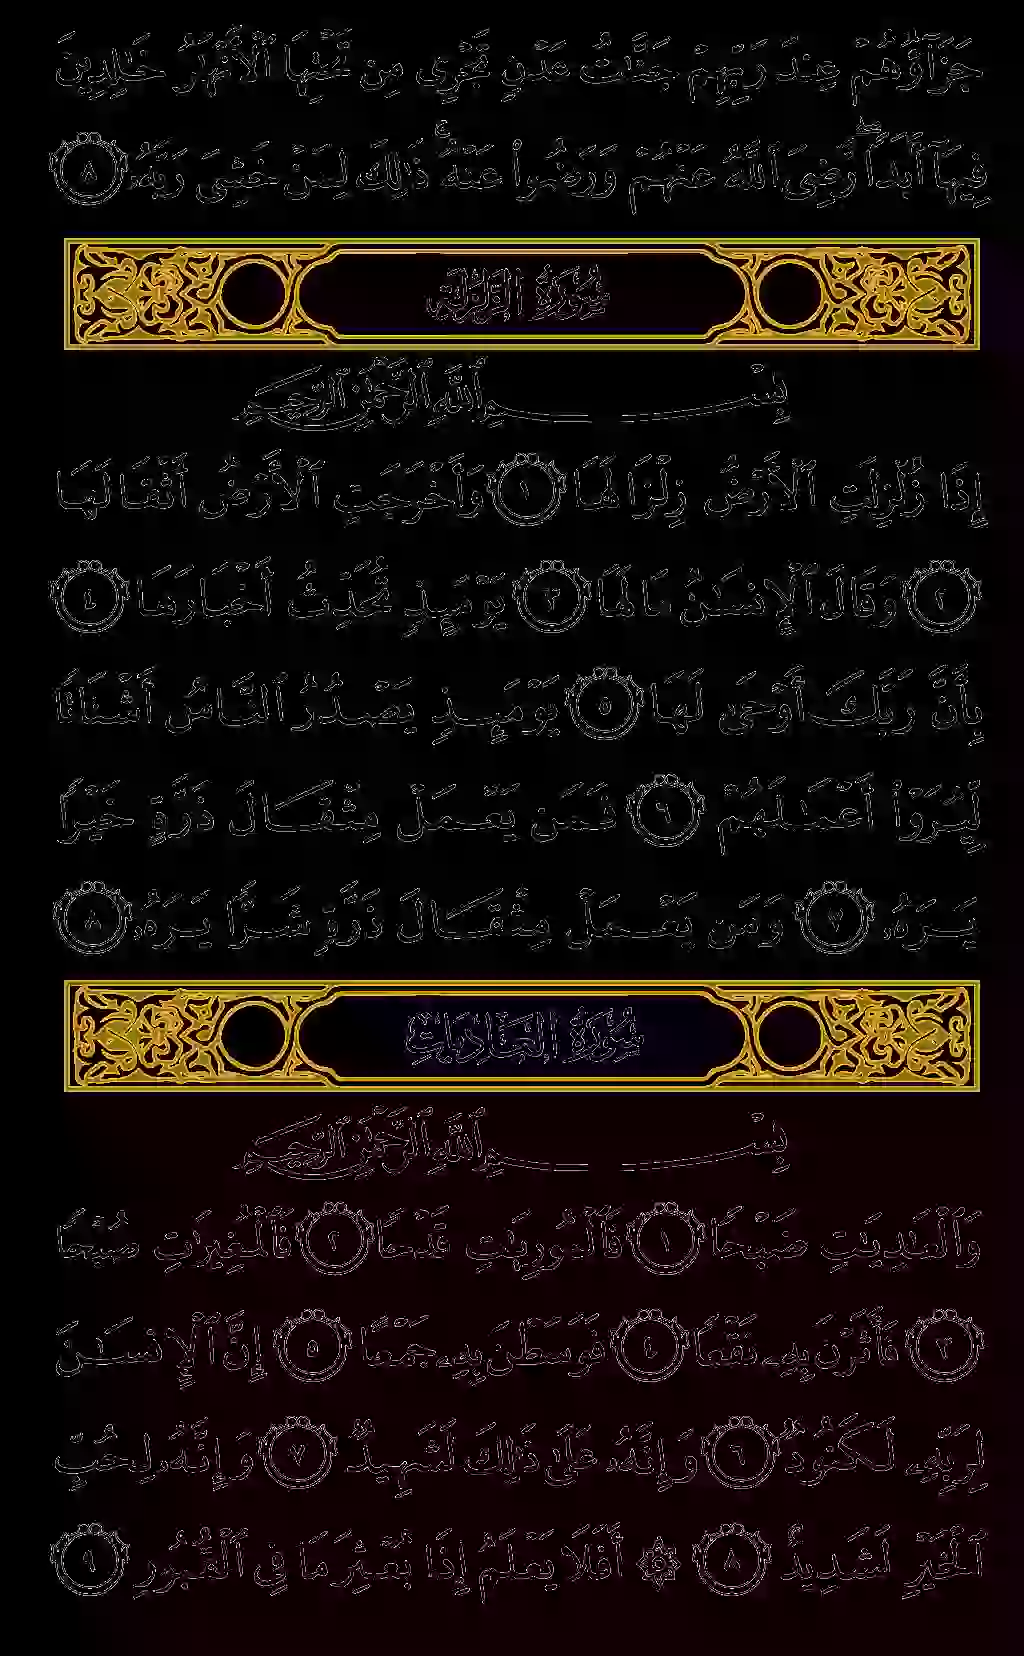 جَزَآؤُهُمْ عِندَ رَبِّهِمْ جَنَّٰتُ عَدْنٍ تَجْرِى مِن تَحْتِهَا ٱلْأَنْهَٰرُ خَٰلِدِينَ
فِيهَآ أَبَدًا ۖ رَّضِىَ ٱللَّهُ عَنْهُمْ وَرَضُوا۟ عَنْهُ ۚ ذَٰلِكَ لِمَنْ خَشِىَ رَبَّهُۥ ٨
سُورَةُ الزَّلْزَلَةِ
بِسْمِ ٱللَّهِ ٱلرَّحْمَٰنِ ٱلرَّحِيمِ
إِذَا زُلْزِلَتِ ٱلْأَرْضُ زِلْزَالَهَا ١ وَأَخْرَجَتِ ٱلْأَرْضُ أَثْقَالَهَا
٢ وَقَالَ ٱلْإِنسَٰنُ مَا لَهَا ٣ يَوْمَئِذٍ تُحَدِّثُ أَخْبَارَهَا ٤
بِأَنَّ رَبَّكَ أَوْحَىٰ لَهَا ٥ يَوْمَئِذٍ يَصْدُرُ ٱلنَّاسُ أَشْتَاتًا
لِّيُرَوْا۟ أَعْمَٰلَهُمْ ٦ فَمَن يَعْمَلْ مِثْقَالَ ذَرَّةٍ خَيْرًا
يَرَهُۥ ٧ وَمَن يَعْمَلْ مِثْقَالَ ذَرَّةٍ شَرًّا يَرَهُۥ ٨
سُورَةُ العَادِيَاتِ
بِسْمِ ٱللَّهِ ٱلرَّحْمَٰنِ ٱلرَّحِيمِ
وَٱلْعَٰدِيَٰتِ ضَبْحًا ١ فَٱلْمُورِيَٰتِ قَدْحًا ٢ فَٱلْمُغِيرَٰتِ صُبْحًا
٣ فَأَثَرْنَ بِهِۦ نَقْعًا ٤ فَوَسَطْنَ بِهِۦ جَمْعًا ٥ إِنَّ ٱلْإِنسَٰنَ
لِرَبِّهِۦ لَكَنُودٌ ٦ وَإِنَّهُۥ عَلَىٰ ذَٰلِكَ لَشَهِيدٌ ٧ وَإِنَّهُۥ لِحُبِّ
ٱلْخَيْرِ لَشَدِيدٌ ٨ ۞ أَفَلَا يَعْلَمُ إِذَا بُعْثِرَ مَا فِى ٱلْقُبُورِ ٩